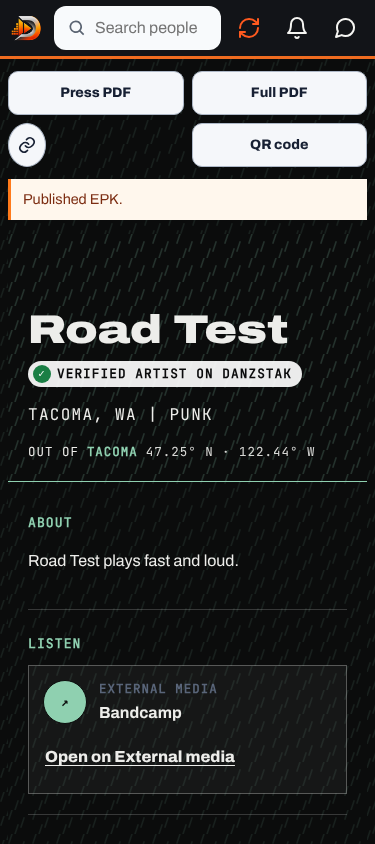 Search people
Press PDF
Full PDF
QR code
Published EPK.
Road Test
✓ VERIFIED ARTIST ON DANZSTAK
TACOMA, WA | PUNK
OUT OF TACOMA 47.25° N · 122.44° W
ABOUT
Road Test plays fast and loud.
LISTEN
↗
EXTERNAL MEDIA
Bandcamp
Open on External media